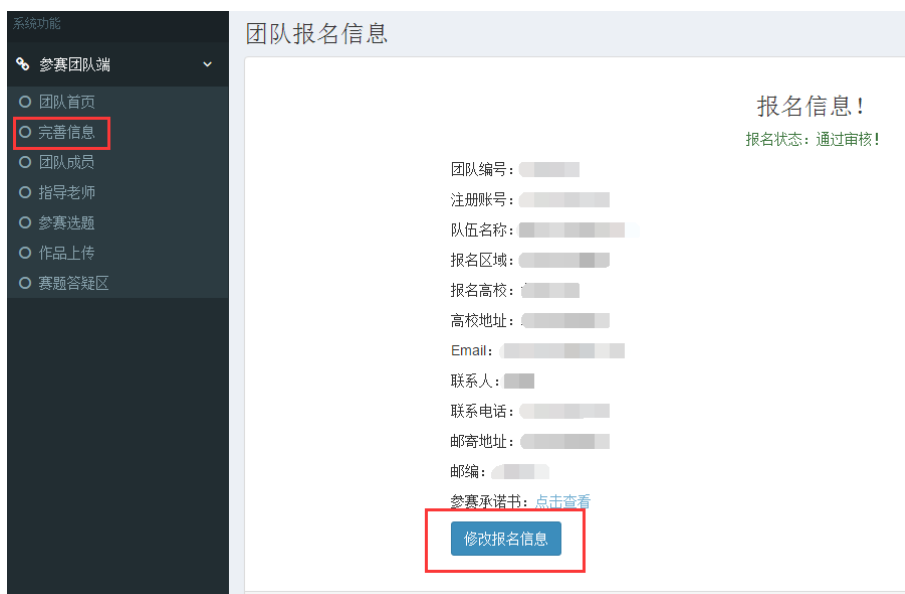 系统功能
参赛团队端
团队首页
完善信息
团队成员
指导老师
参赛选题
作品上传
赛题答疑区
团队报名信息
报名信息!
报名状态：通过审核!
团队编号：
注册账号：
队伍名称：
报名区域：
报名高校：
高校地址：
Email：
联系人：
联系电话：
邮寄地址：
邮编：
参赛承诺书：点击查看
修改报名信息